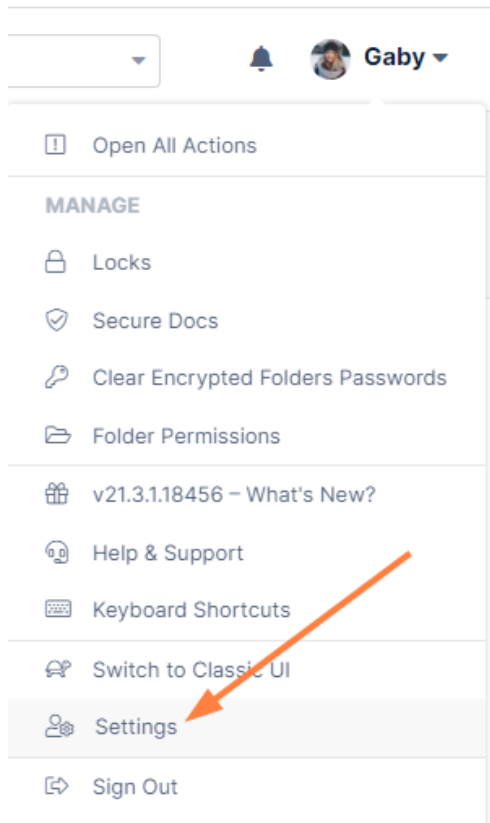 Gaby
Open All Actions
MANAGE
Locks
Secure Docs
Clear Encrypted Folders Passwords
Folder Permissions
v21.3.1.18456 – What's New?
Help & Support
Keyboard Shortcuts
Switch to Classic UI
Settings
Sign Out